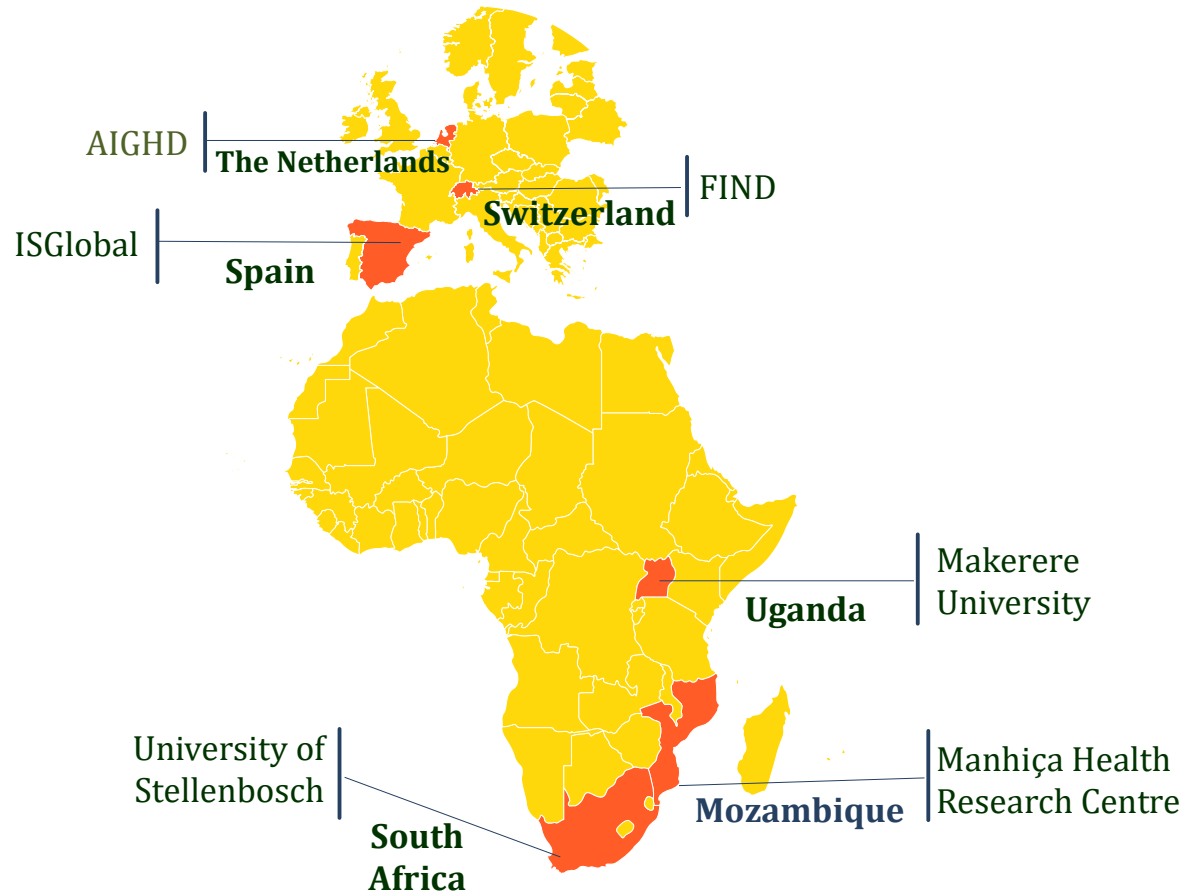 AIGHD
The Netherlands
FIND
Switzerland
ISGlobal
Spain
Makerere
University
Uganda
University of
Stellenbosch
South
Africa
Manhiça Health
Research Centre
Mozambique